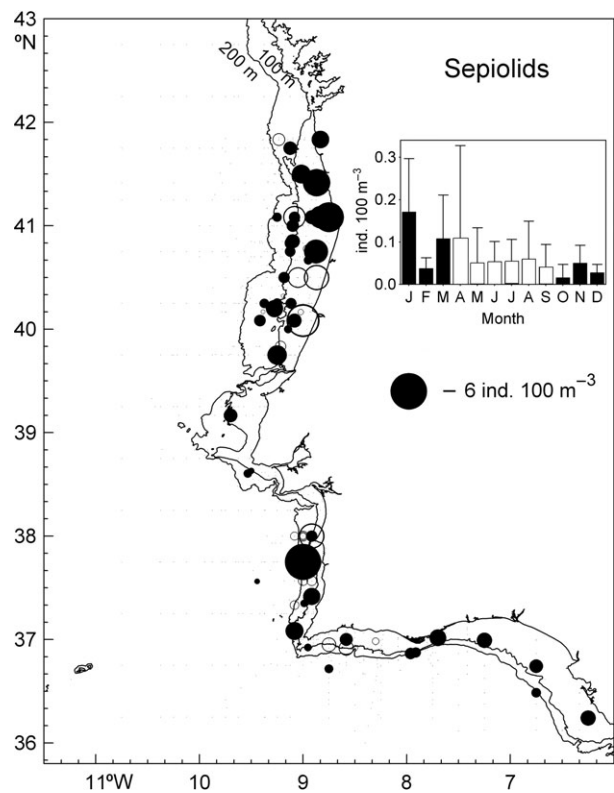 43
ºN
42
41
40
39
38
37
36
200 m
100 m
Sepiolids
0.3
0.2
0.1
0.0
ind. 100 m⁻³
J F M A M J J A S O N D
Month
– 6 ind. 100 m⁻³
11ºW 10 9 8 7